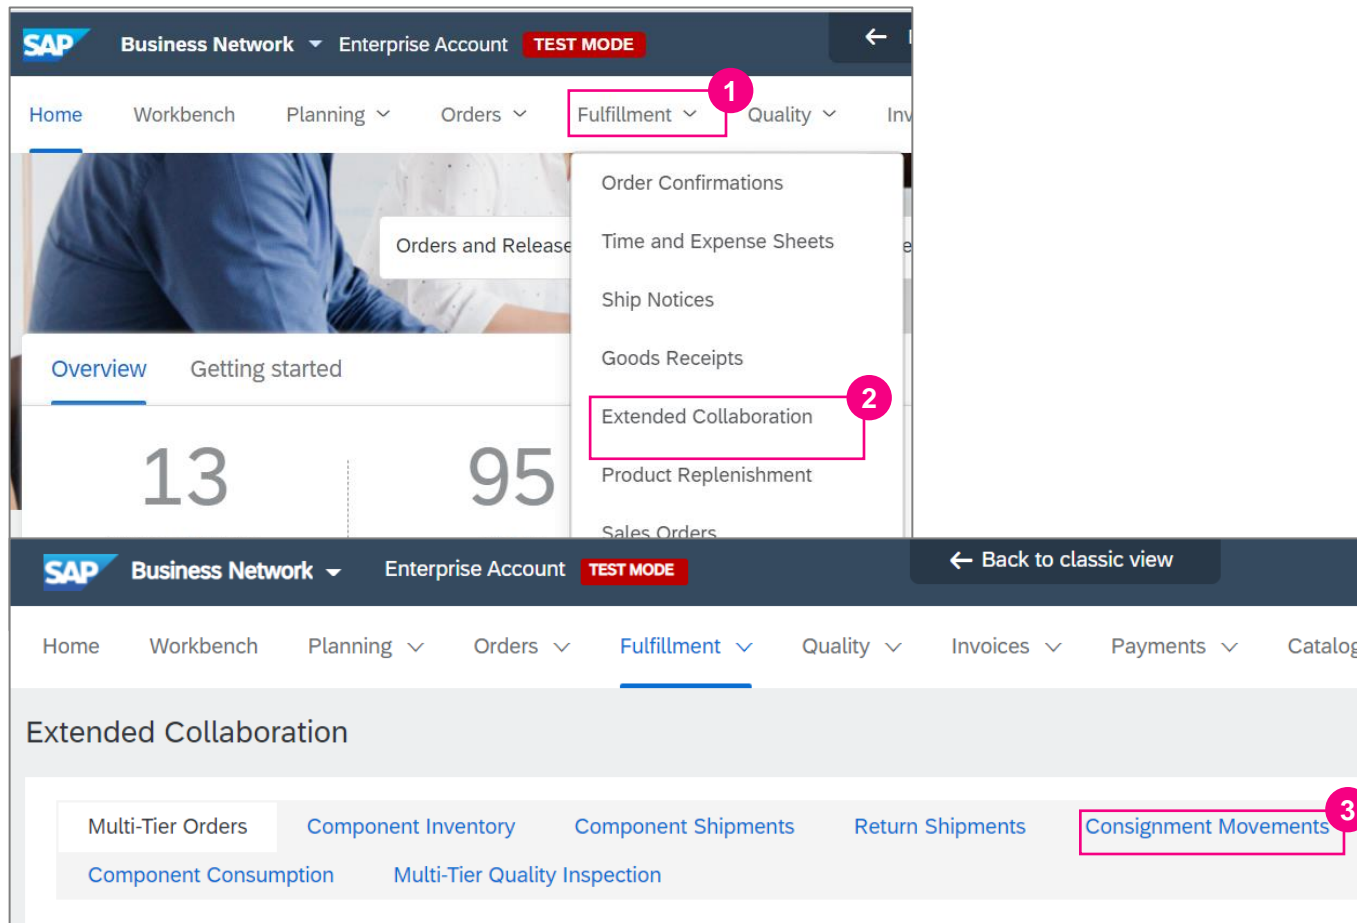 SAP Business Network Enterprise Account TEST MODE
1
Home Workbench Planning Orders Fulfillment Quality Inv
Order Confirmations
Orders and Release Time and Expense Sheets e
Ship Notices
Goods Receipts
Overview Getting started
2
Extended Collaboration
13 95
Product Replenishment
Sales Orders
SAP Business Network Enterprise Account TEST MODE Back to classic view
Home Workbench Planning Orders Fulfillment Quality Invoices Payments Catalog
Extended Collaboration
3
Multi-Tier Orders Component Inventory Component Shipments Return Shipments Consignment Movements
Component Consumption Multi-Tier Quality Inspection